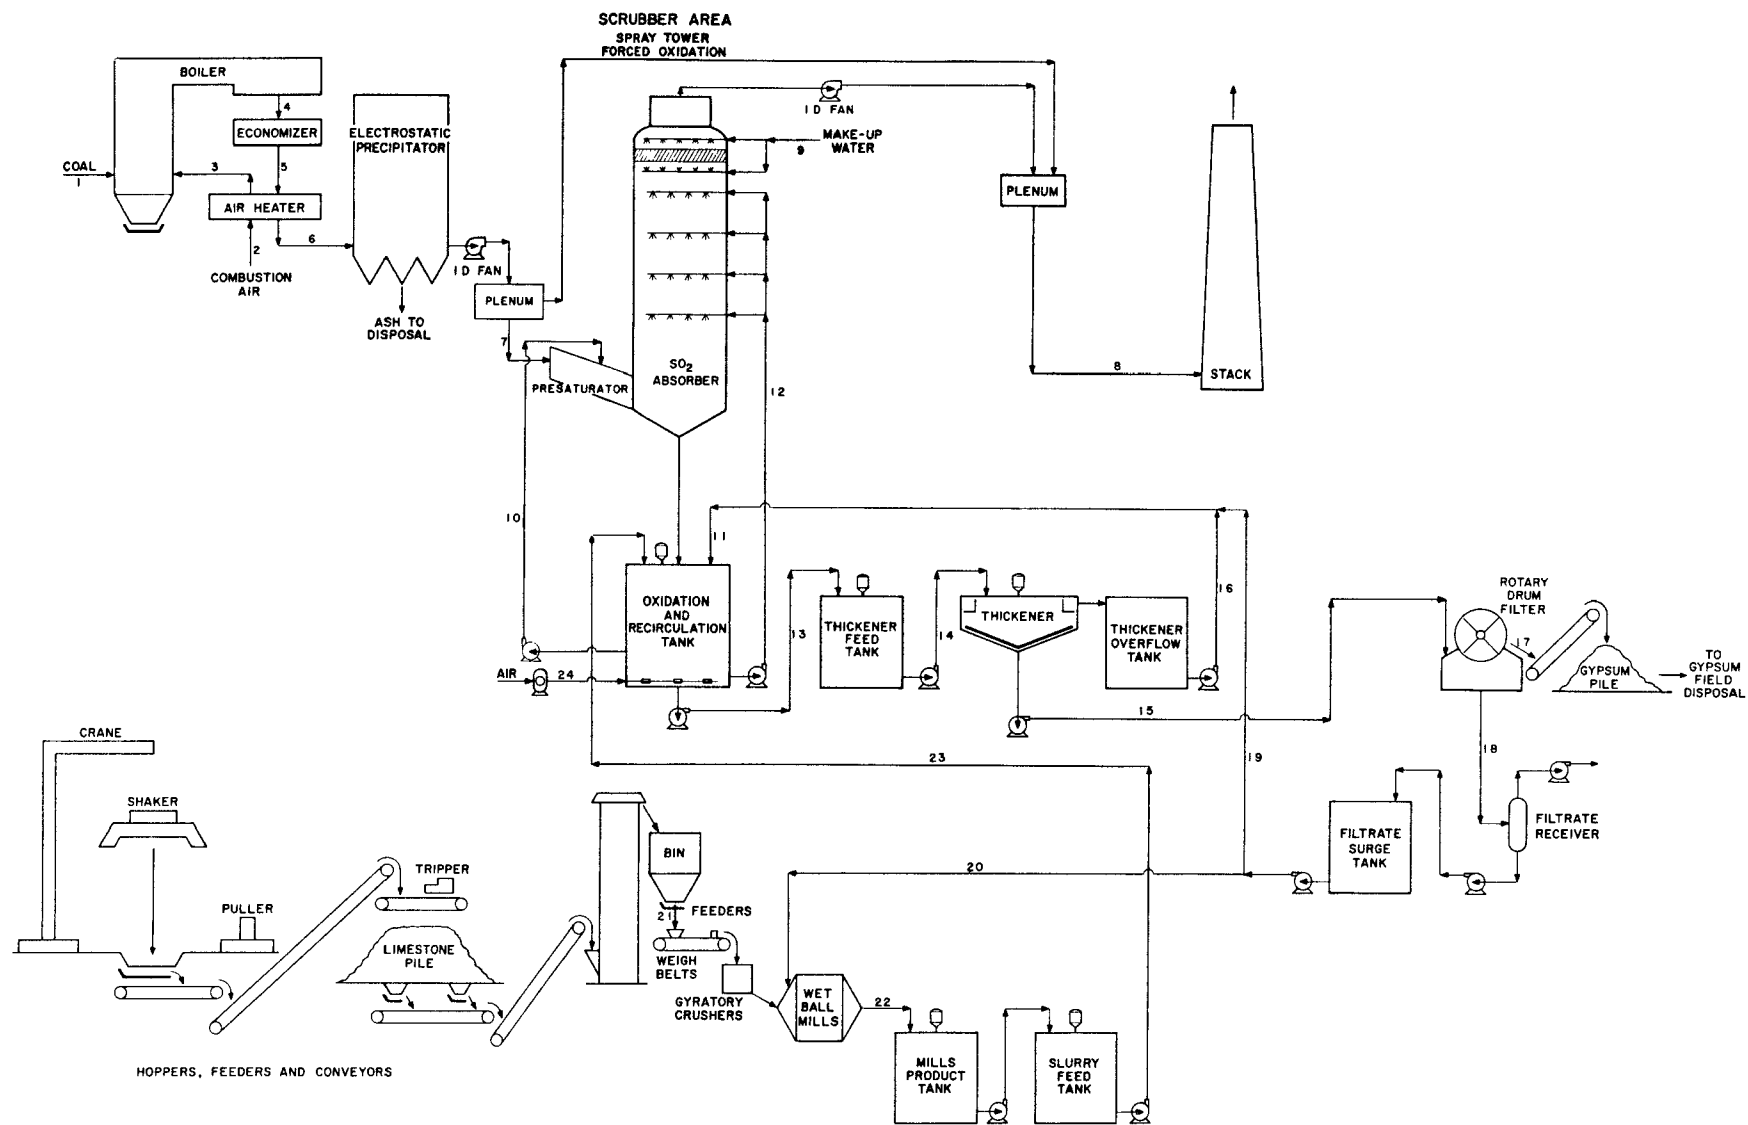 SCRUBBER AREA
SPRAY TOWER
FORCED OXIDATION
BOILER
4
ECONOMIZER
COAL
1
3
5
AIR HEATER
2
6
COMBUSTION
AIR
ELECTROSTATIC
PRECIPITATOR
ASH TO
DISPOSAL
I D FAN
PLENUM
7
PRESATURATOR
SO2
ABSORBER
I D FAN
MAKE-UP
WATER
9
PLENUM
8
STACK
12
10
11
OXIDATION
AND
RECIRCULATION
TANK
AIR
24
13
THICKENER
FEED
TANK
14
THICKENER
THICKENER
OVERFLOW
TANK
16
15
ROTARY
DRUM
FILTER
17
GYPSUM
PILE
TO
GYPSUM
FIELD
DISPOSAL
18
19
23
FILTRATE
RECEIVER
FILTRATE
SURGE
TANK
20
CRANE
SHAKER
PULLER
TRIPPER
LIMESTONE
PILE
BIN
21
FEEDERS
WEIGH
BELTS
GYRATORY
CRUSHERS
WET
BALL
MILLS
22
MILLS
PRODUCT
TANK
SLURRY
FEED
TANK
HOPPERS, FEEDERS AND CONVEYORS